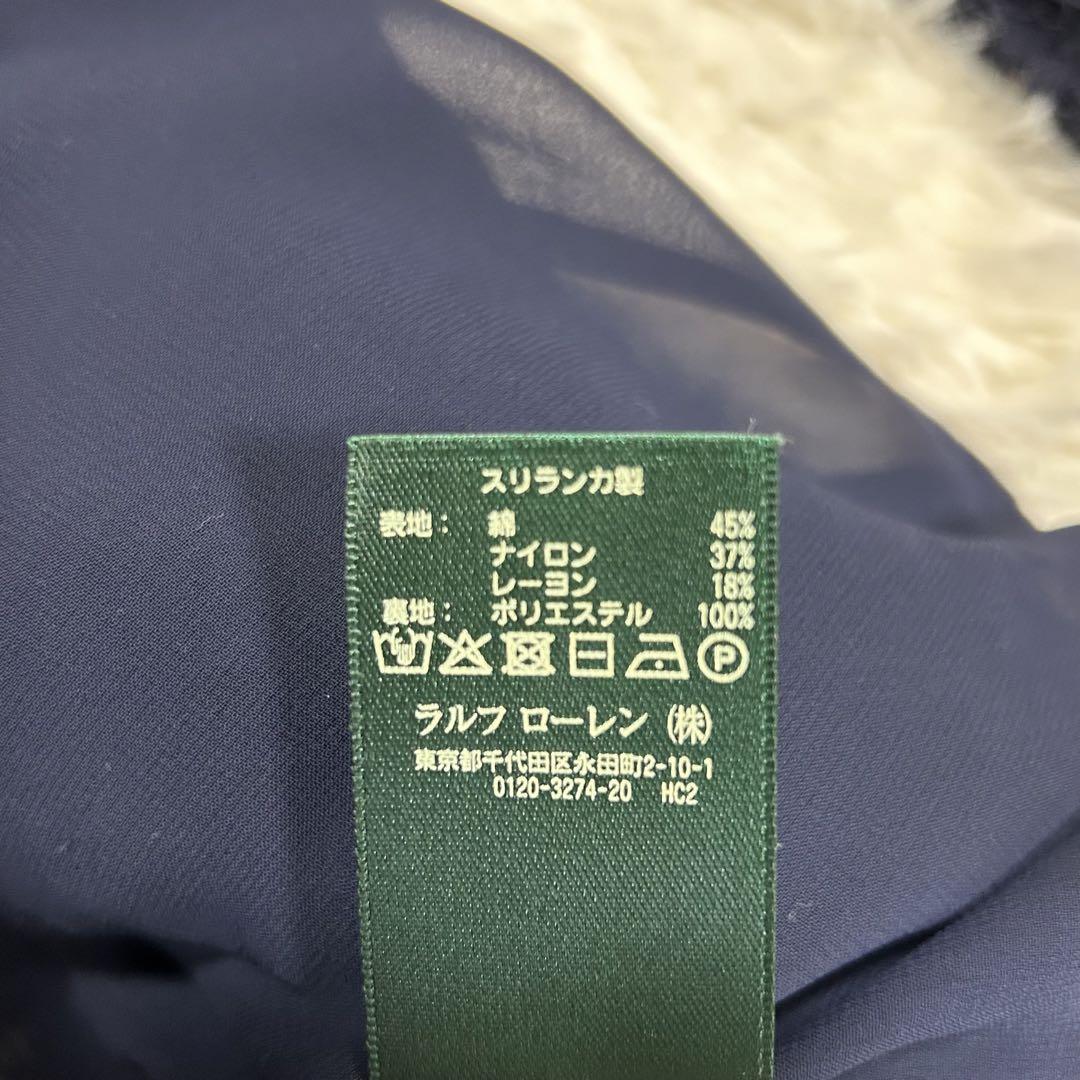 スリランカ製
表地： 綿 45%
ナイロン 37%
レーヨン 18%
裏地： ポリエステル 100%
P
ラルフ ローレン (株)
東京都千代田区永田町2-10-1
0120-3274-20 HC2